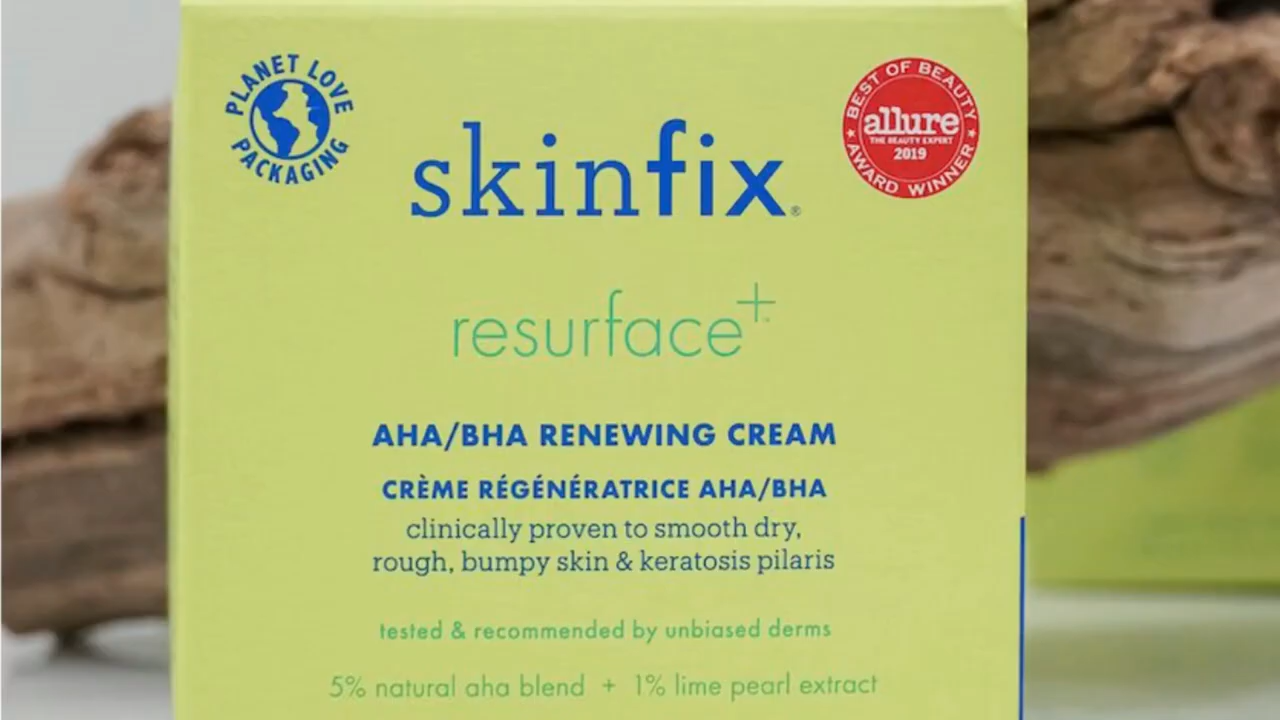 PLANET LOVE
PACKAGING
skinfix®
BEST OF BEAUTY
allure
THE BEAUTY EXPERT
2019
AWARD WINNER
resurface+
AHA/BHA RENEWING CREAM
CRÈME RÉGÉNÉRATRICE AHA/BHA
clinically proven to smooth dry,
rough, bumpy skin & keratosis pilaris
tested & recommended by unbiased derms
5% natural aha blend + 1% lime pearl extract